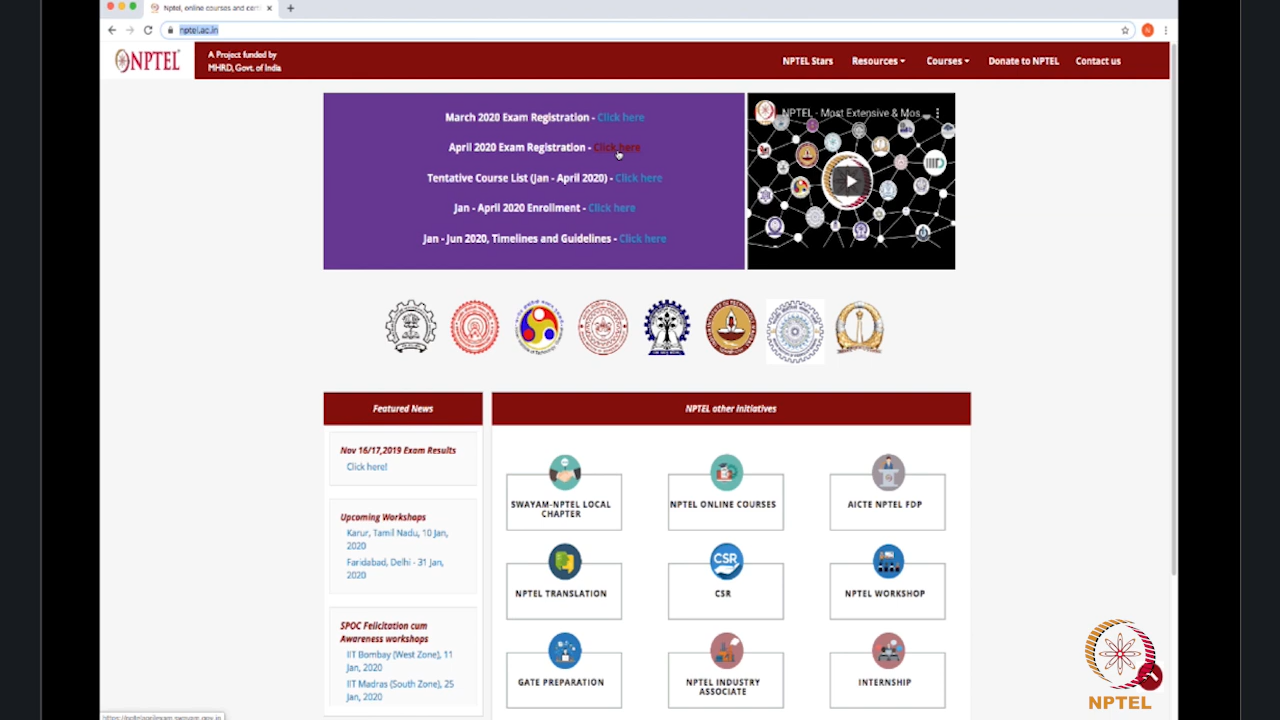 Nptel, online courses and cert
nptel.ac.in
NPTEL
A Project funded by
MHRD, Govt. of India
NPTEL Stars
Resources
Courses
Donate to NPTEL
Contact us
March 2020 Exam Registration - Click here
April 2020 Exam Registration - Click here
Tentative Course List (Jan - April 2020) - Click here
Jan - April 2020 Enrollment - Click here
Jan - Jun 2020, Timelines and Guidelines - Click here
NPTEL - Most Extensive & Mos...
Featured News
Nov 16/17,2019 Exam Results
Click here!
Upcoming Workshops
Karur, Tamil Nadu, 10 Jan,
2020
Faridabad, Delhi - 31 Jan,
2020
SPOC Felicitation cum
Awareness workshops
IIT Bombay (West Zone), 11
Jan, 2020
IIT Madras (South Zone), 25
Jan, 2020
NPTEL other initiatives
SWAYAM-NPTEL LOCAL
CHAPTER
NPTEL ONLINE COURSES
AICTE NPTEL FDP
NPTEL TRANSLATION
CSR
CSR
NPTEL WORKSHOP
GATE PREPARATION
NPTEL INDUSTRY
ASSOCIATE
INTERNSHIP
NPTEL